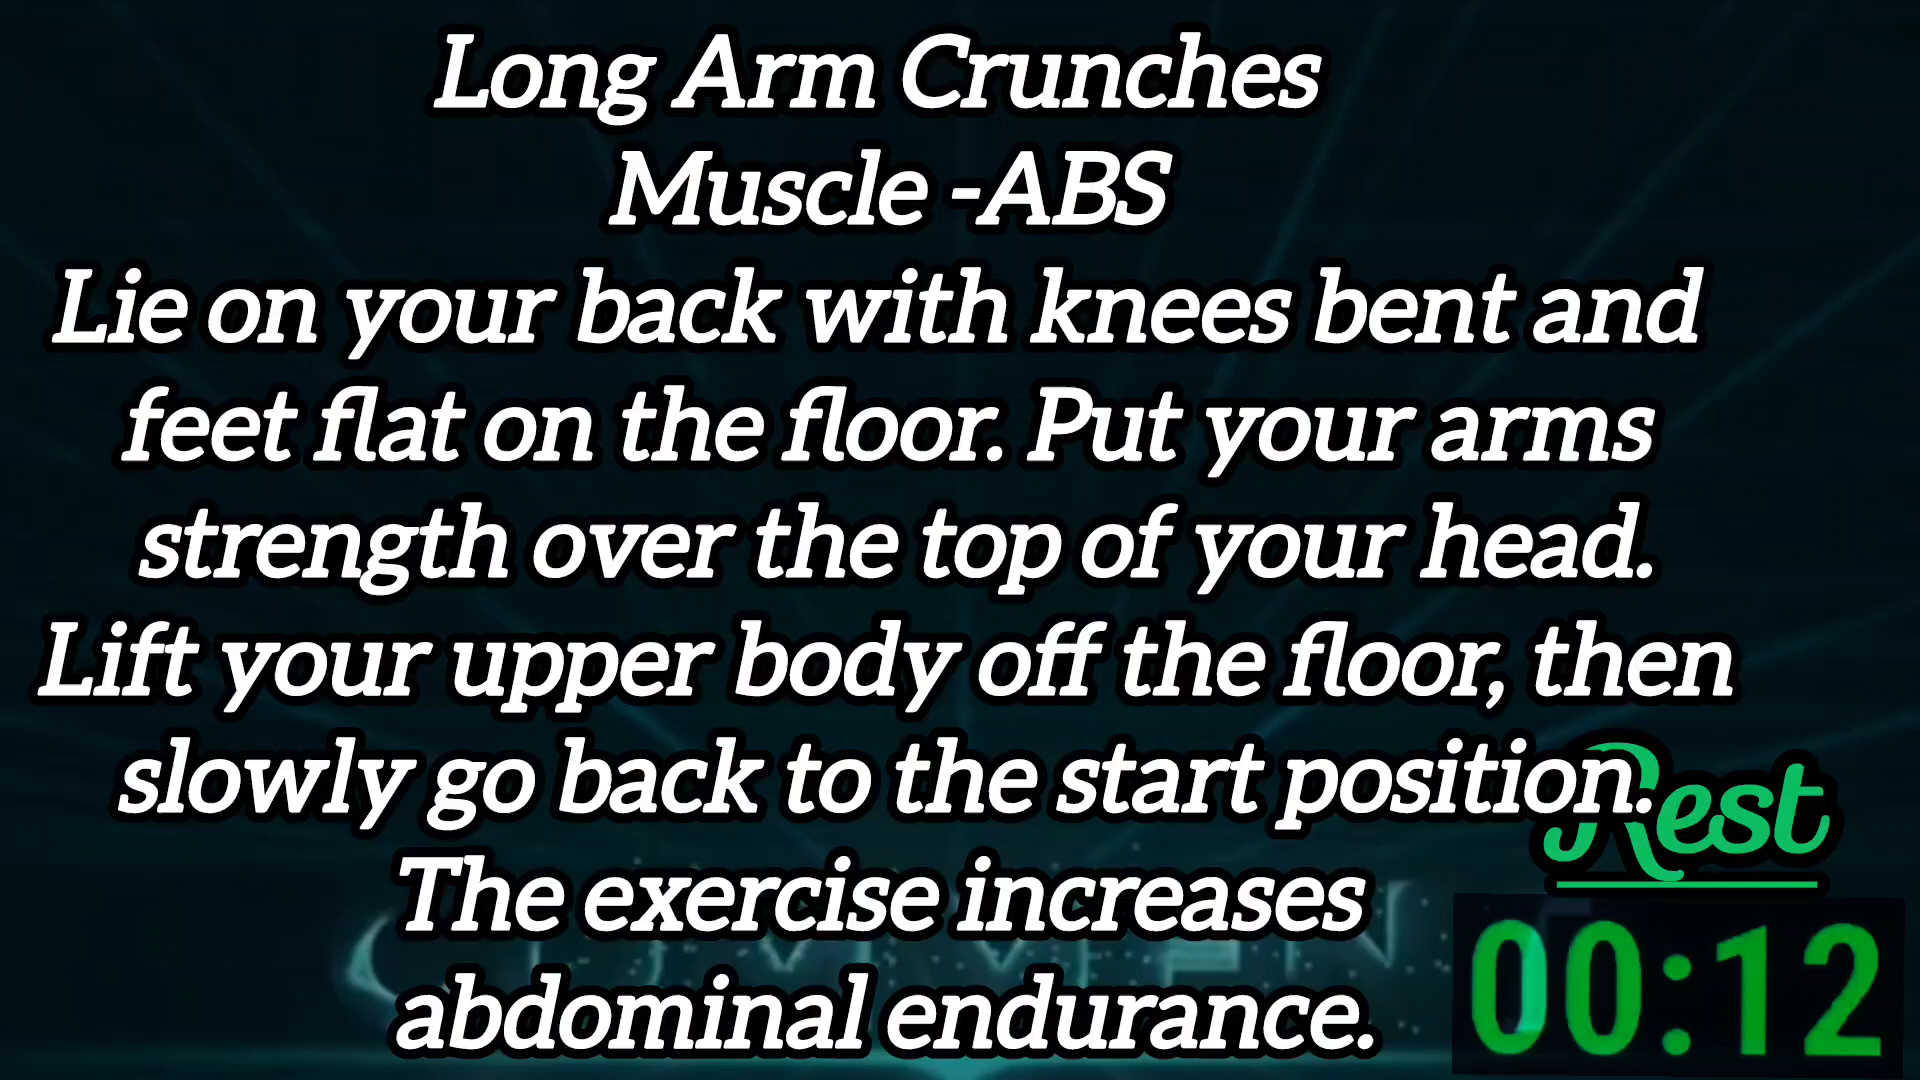 Long Arm Crunches
Muscle -ABS
Lie on your back with knees bent and
feet flat on the floor. Put your arms
strength over the top of your head.
Lift your upper body off the floor, then
slowly go back to the start position.
The exercise increases
abdominal endurance.
Rest
00:12